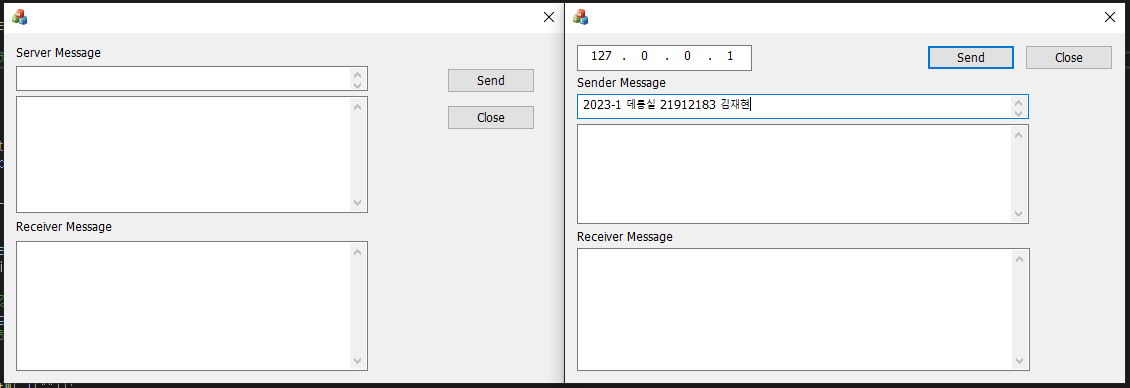 Server Message
Send
Close
Receiver Message
127 . 0 . 0 . 1
Send
Close
Sender Message
2023-1 데통실 21912183 김재현
Receiver Message